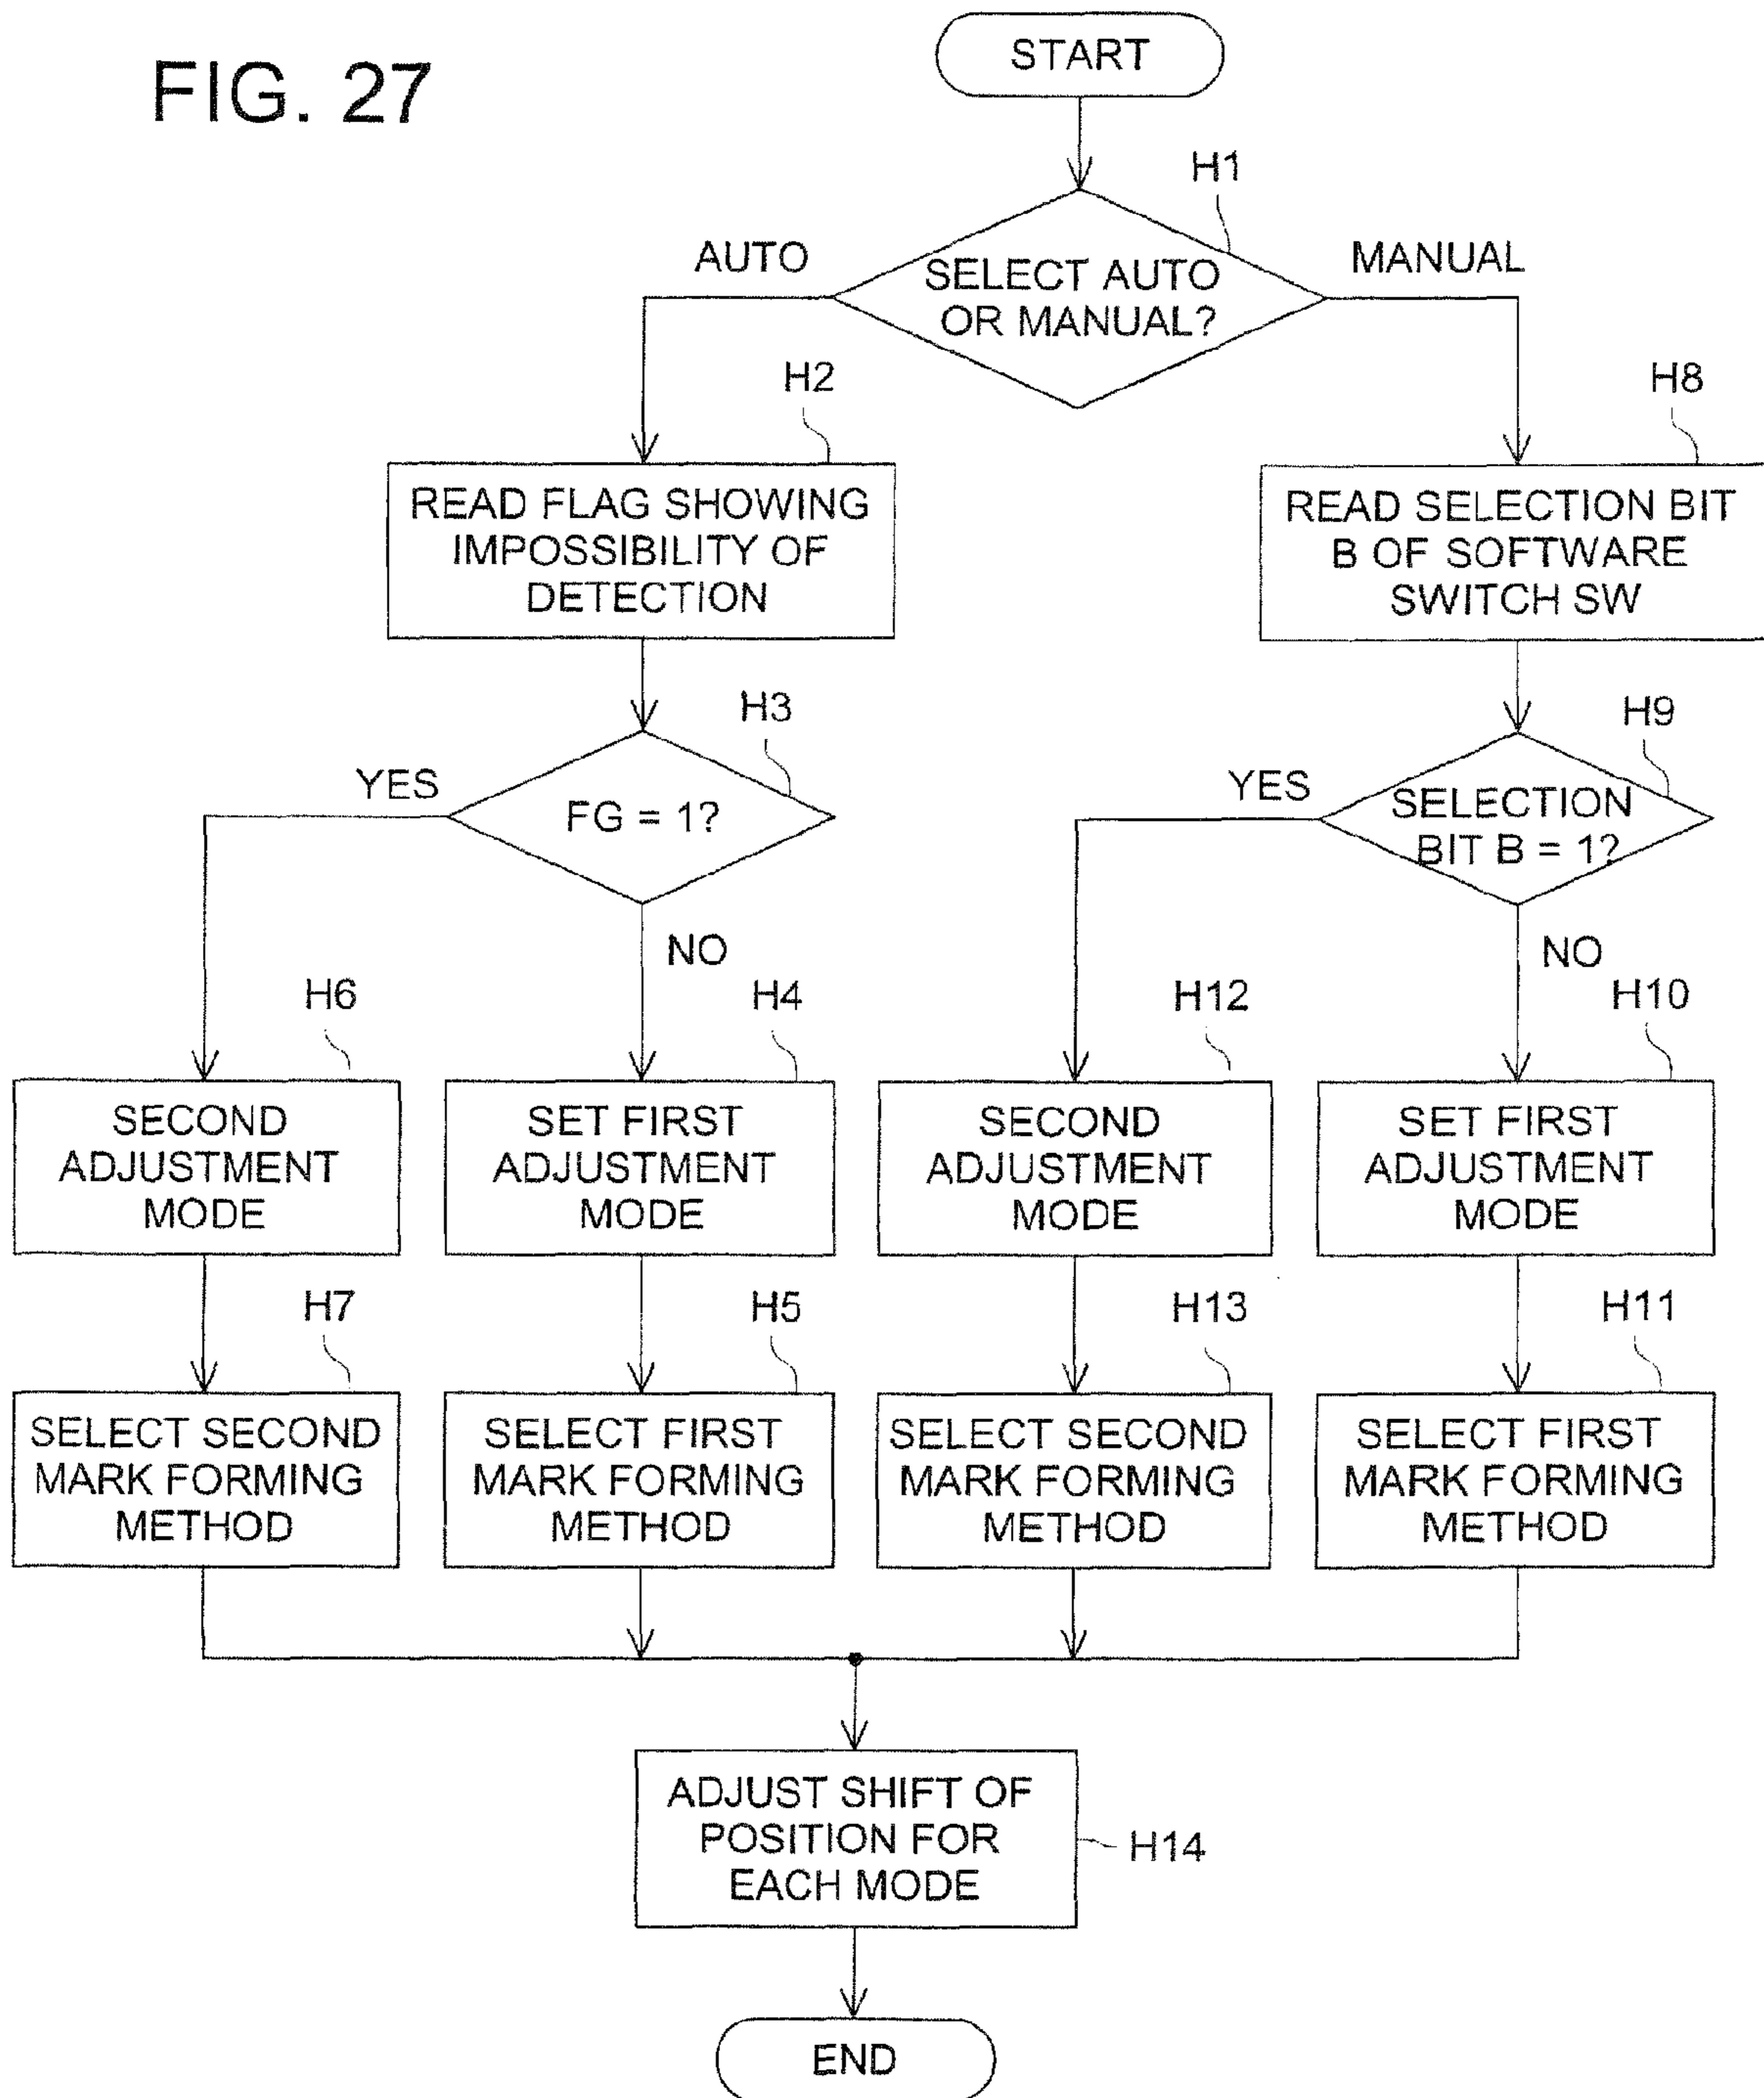 FIG. 27
START
H1
AUTO
MANUAL
SELECT AUTO
OR MANUAL?
H2
H8
READ FLAG SHOWING
IMPOSSIBILITY OF
DETECTION
READ SELECTION BIT
B OF SOFTWARE
SWITCH SW
H3
H9
YES
FG = 1?
YES
SELECTION
BIT B = 1?
NO
NO
H6
H4
H12
H10
SECOND
ADJUSTMENT
MODE
SET FIRST
ADJUSTMENT
MODE
SECOND
ADJUSTMENT
MODE
SET FIRST
ADJUSTMENT
MODE
H7
H5
H13
H11
SELECT SECOND
MARK FORMING
METHOD
SELECT FIRST
MARK FORMING
METHOD
SELECT SECOND
MARK FORMING
METHOD
SELECT FIRST
MARK FORMING
METHOD
ADJUST SHIFT OF
POSITION FOR
EACH MODE
H14
END